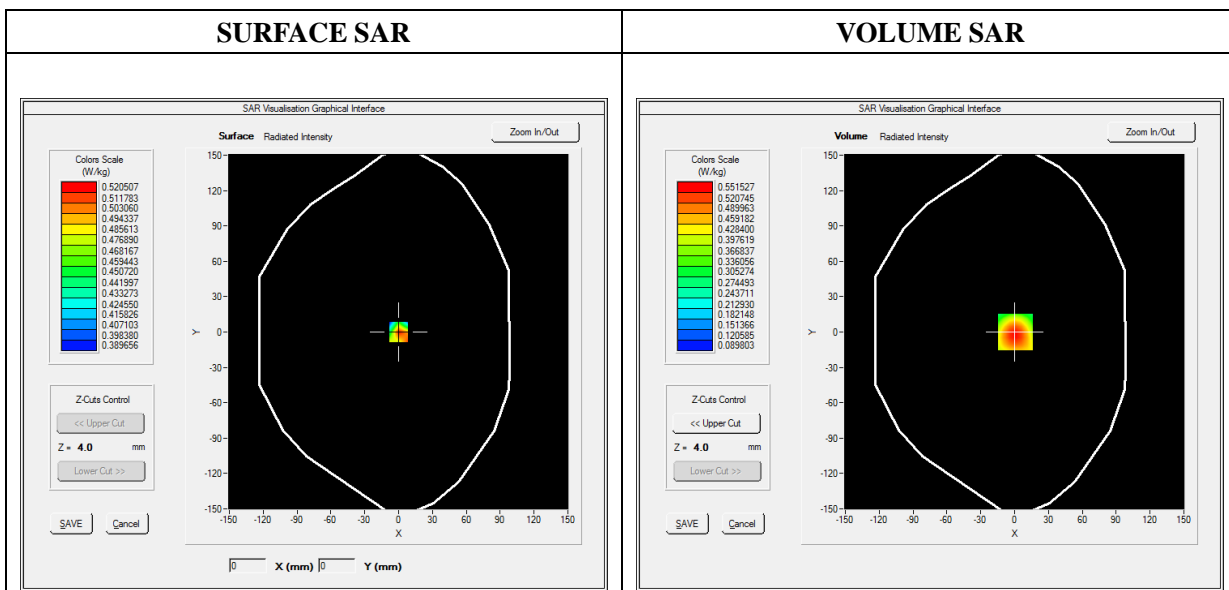 SURFACE SAR
VOLUME SAR
SAR Visualisation Graphical Interface
Surface Radiated Intensity
Zoom In/Out
Colors Scale
(W/kg)
0.520507
0.511783
0.503060
0.494337
0.485613
0.476890
0.468167
0.459443
0.450720
0.441997
0.433273
0.424550
0.415826
0.407103
0.398380
0.389656
Z-Cuts Control
<< Upper Cut
Z = 4.0 mm
Lower Cut >>
SAVE Cancel
150
120
90
60
30
0
-30
-60
-90
-120
-150
Y
-150 -120 -90 -60 -30 0 30 60 90 120 150
X
0 X (mm) 0 Y (mm)
SAR Visualisation Graphical Interface
Volume Radiated Intensity
Zoom In/Out
Colors Scale
(W/kg)
0.551527
0.520745
0.489963
0.459182
0.428400
0.397619
0.366837
0.336056
0.305274
0.274493
0.243711
0.212930
0.182148
0.151366
0.120585
0.089803
Z-Cuts Control
<< Upper Cut
Z = 4.0 mm
Lower Cut >>
SAVE Cancel
150
120
90
60
30
0
-30
-60
-90
-120
-150
Y
-150 -120 -90 -60 -30 0 30 60 90 120 150
X